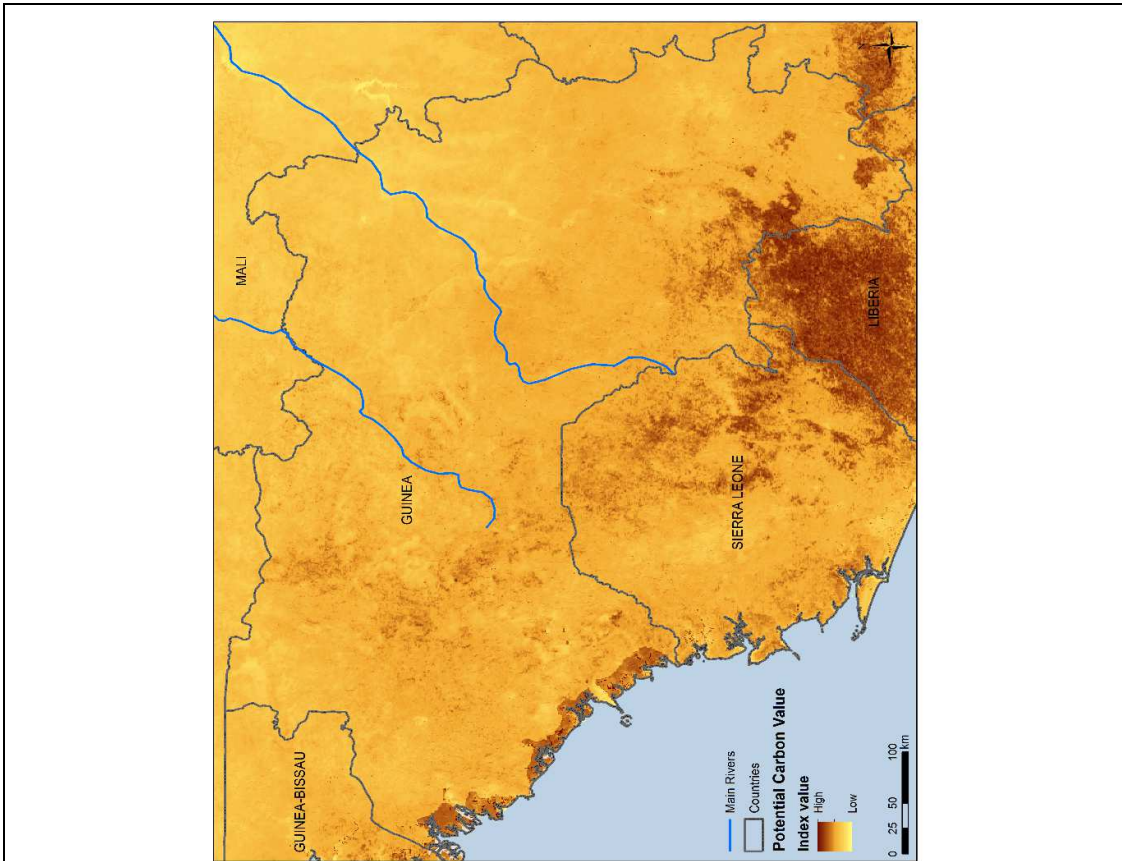 MALI
GUINEA
GUINEA-BISSAU
SIERRA LEONE
LIBERIA
Main Rivers
Countries
Potential Carbon Value
Index value
High
Low
0 25 50 100
km